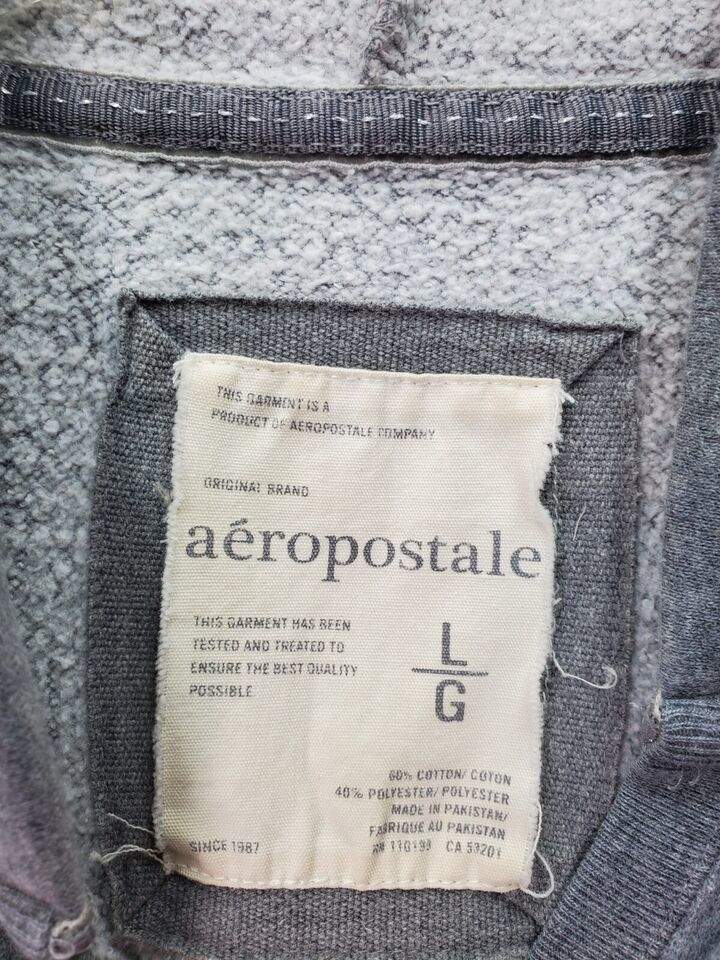 THIS GARMENT IS A
PRODUCT OF AEROPOSTALE COMPANY
ORIGINAL BRAND
aéropostale
THIS GARMENT HAS BEEN
TESTED AND TREATED TO
ENSURE THE BEST QUALITY
POSSIBLE
L
G
60% COTTON/ COTON
40% POLYESTER/ POLYESTER
MADE IN PAKISTAN/
FABRIQUE AU PAKISTAN
SINCE 1987
RN CA 53201